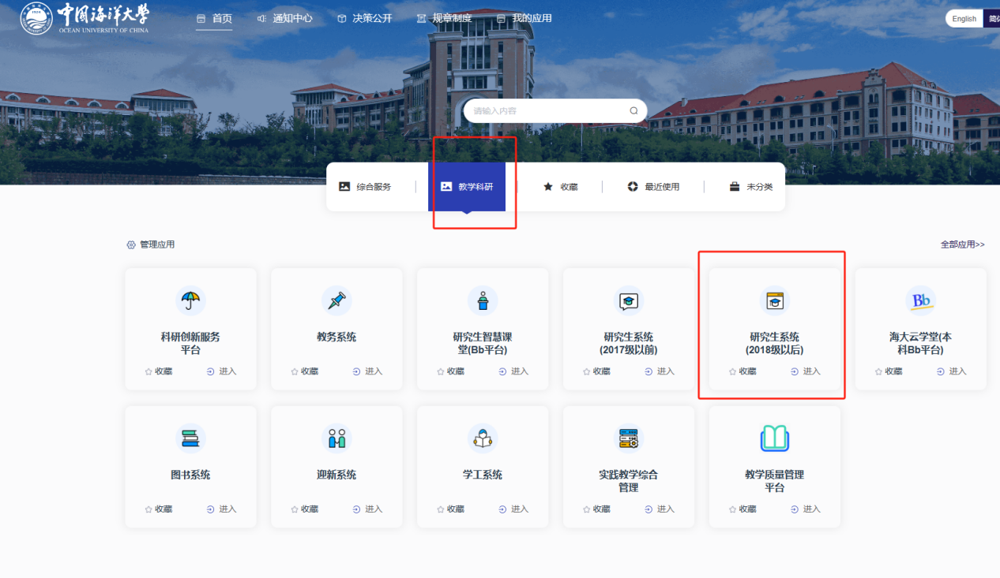 中国海洋大學
OCEAN UNIVERSITY OF CHINA
首页
通知中心
决策公开
规章制度
我的应用
English
简体
请输入内容
综合服务
教学科研
收藏
最近使用
未分类
管理应用
全部应用>>
科研创新服务
平台
收藏
进入
教务系统
收藏
进入
研究生智慧课
堂(Bb平台)
收藏
进入
研究生系统
(2017级以前)
收藏
进入
研究生系统
(2018级以后)
收藏
进入
Bb
海大云学堂(本
科Bb平台)
收藏
进入
图书系统
收藏
进入
迎新系统
收藏
进入
学工系统
收藏
进入
实践教学综合
管理
收藏
进入
教学质量管理
平台
收藏
进入